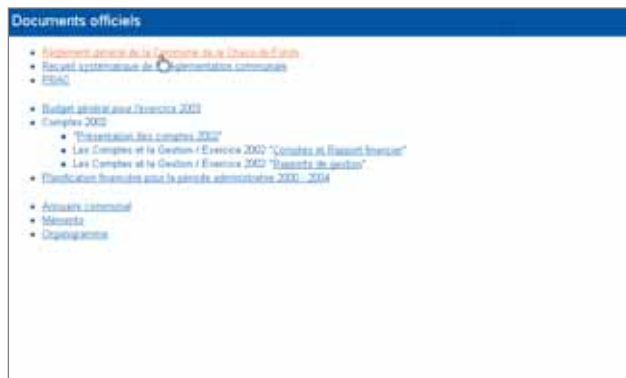 Documents officiels
Règlement général de la Commune de la Chaux-de-Fonds
Recueil systématique de réglementation communale
Budget général pour l'exercice 2003
Comptes 2002
"Présentation des comptes 2002"
Les Comptes et la Gestion / Exercice 2002 "Comptes et Rapport financier"
Les Comptes et la Gestion / Exercice 2002 "Rapports de gestion"
Planification financière pour la période administrative 2000 - 2004
Annuaire communal
Mémento
Organigramme